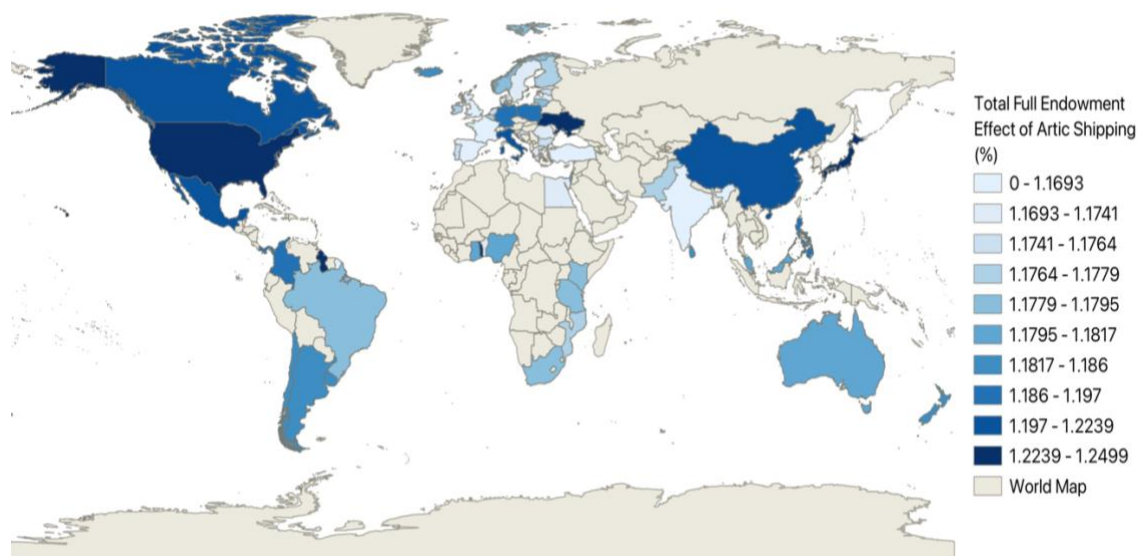 Total Full Endowment
Effect of Artic Shipping
(%)
0 - 1.1693
1.1693 - 1.1741
1.1741 - 1.1764
1.1764 - 1.1779
1.1779 - 1.1795
1.1795 - 1.1817
1.1817 - 1.186
1.186 - 1.197
1.197 - 1.2239
1.2239 - 1.2499
World Map